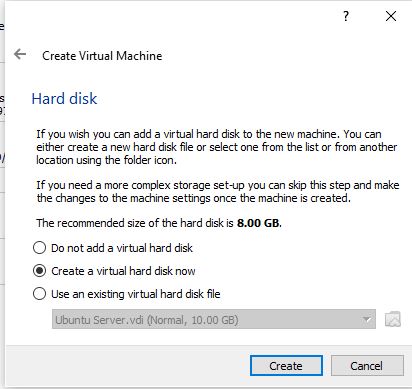 ?
Create Virtual Machine
Hard disk
If you wish you can add a virtual hard disk to the new machine. You can
either create a new hard disk file or select one from the list or from another
location using the folder icon.
If you need a more complex storage set-up you can skip this step and make
the changes to the machine settings once the machine is created.
The recommended size of the hard disk is 8.00 GB.
Do not add a virtual hard disk
Create a virtual hard disk now
Use an existing virtual hard disk file
Ubuntu Server.vdi (Normal, 10.00 GB)
Create
Cancel